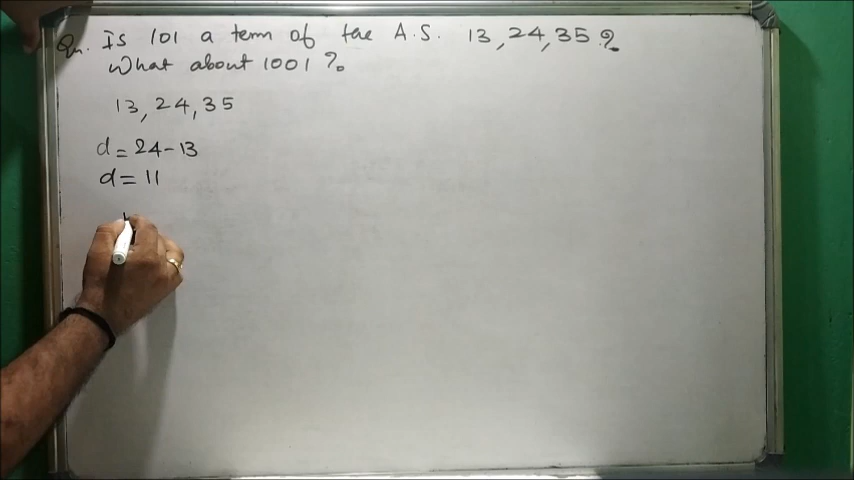 Qn. Is 101 a term of the A.S. 13, 24, 35 ?
What about 1001 ?.
13, 24, 35
d = 24 - 13
d = 11